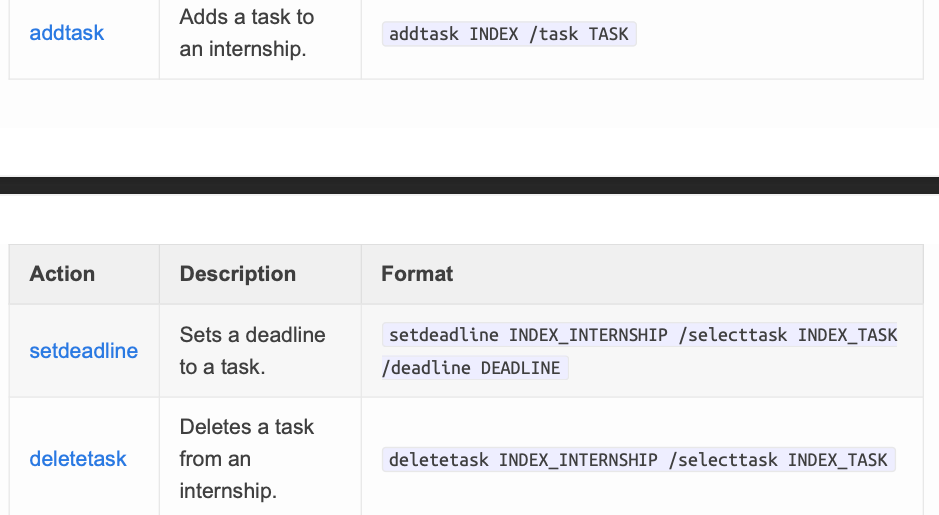 addtask
Adds a task to
an internship.
addtask INDEX /task TASK
Action
Description
Format
setdeadline
Sets a deadline
to a task.
setdeadline INDEX_INTERNSHIP /selecttask INDEX_TASK
/deadline DEADLINE
deletetask
Deletes a task
from an
internship.
deletetask INDEX_INTERNSHIP /selecttask INDEX_TASK